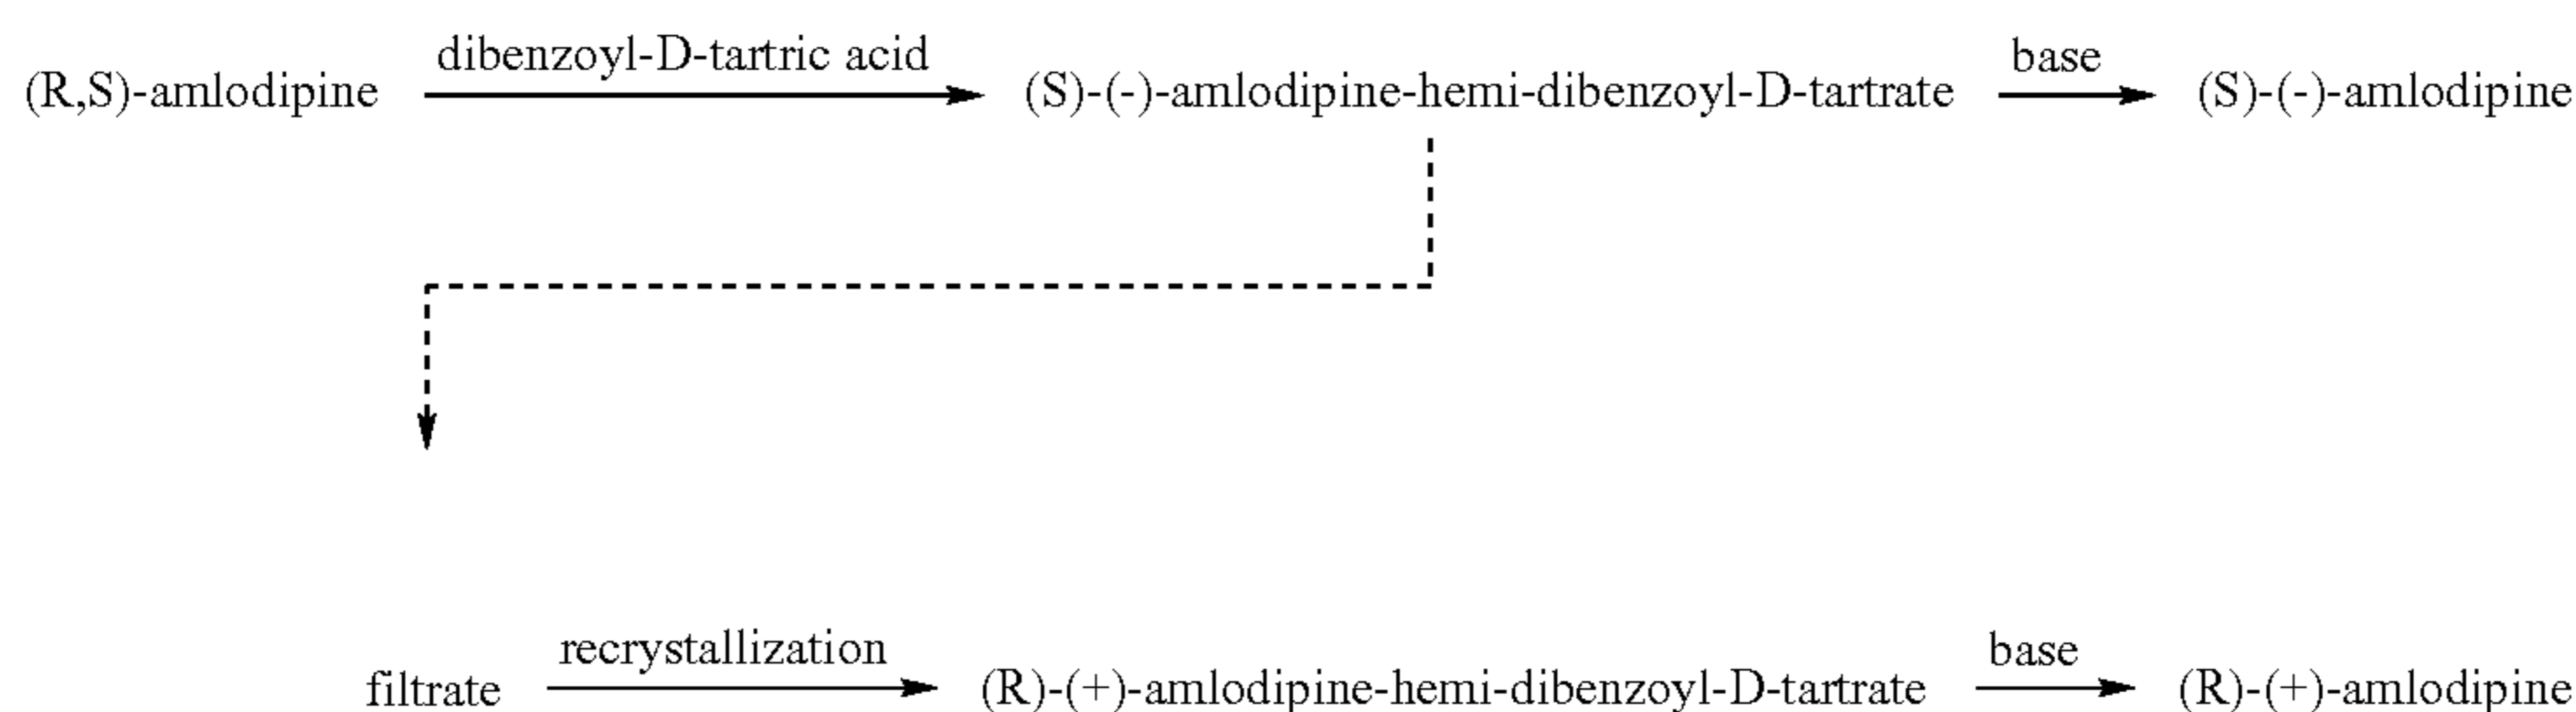 dibenzoyl-D-tartric acid
base
(R,S)-amlodipine (S)-(-)-amlodipine-hemi-dibenzoyl-D-tartrate (S)-(-)-amlodipine
recrystallization
base
filtrate (R)-(+)-amlodipine-hemi-dibenzoyl-D-tartrate (R)-(+)-amlodipine